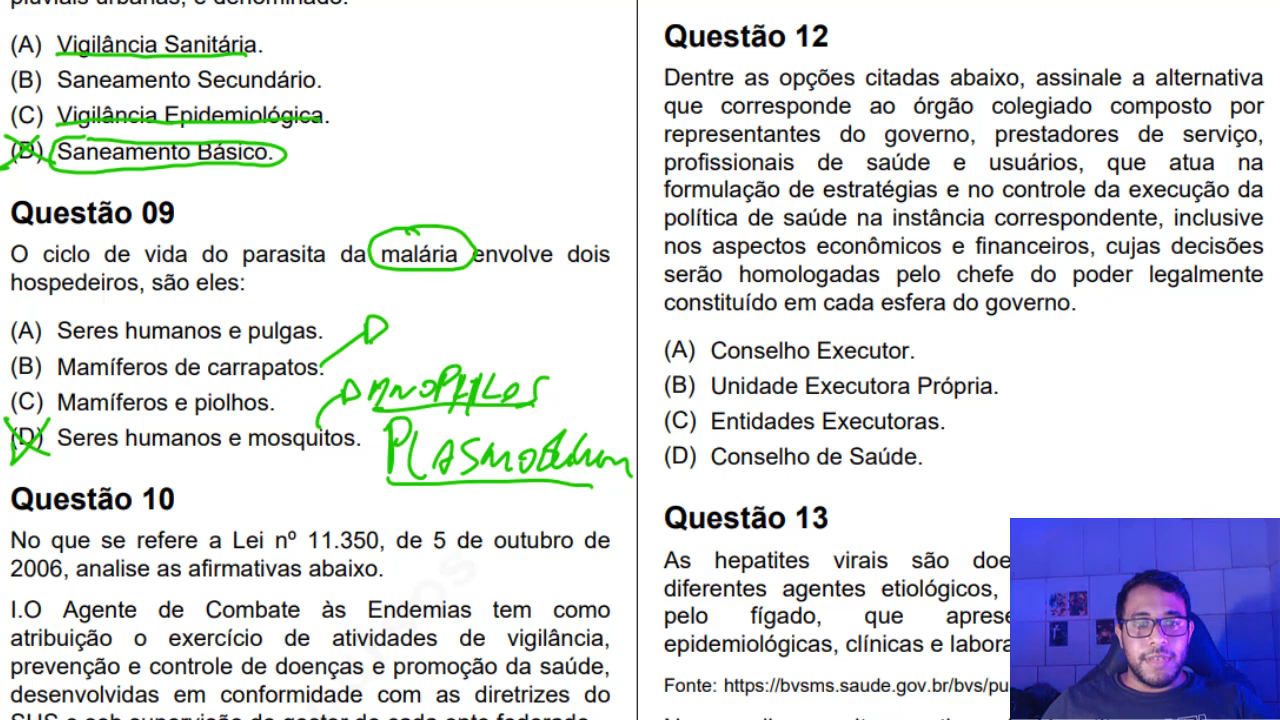 (A) Vigilância Sanitária.
(B) Saneamento Secundário.
(C) Vigilância Epidemiológica.
(D) Saneamento Básico.
Questão 09
O ciclo de vida do parasita da malária envolve dois
hospedeiros, são eles:
(A) Seres humanos e pulgas.
(B) Mamíferos de carrapatos.
(C) Mamíferos e piolhos.
(D) Seres humanos e mosquitos.
Questão 10
No que se refere a Lei nº 11.350, de 5 de outubro de
2006, analise as afirmativas abaixo.
I.O Agente de Combate às Endemias tem como
atribuição o exercício de atividades de vigilância,
prevenção e controle de doenças e promoção da saúde,
desenvolvidas em conformidade com as diretrizes do
SUS e sob supervisão do gestor de cada ente federado
Questão 12
Dentre as opções citadas abaixo, assinale a alternativa
que corresponde ao órgão colegiado composto por
representantes do governo, prestadores de serviço,
profissionais de saúde e usuários, que atua na
formulação de estratégias e no controle da execução da
política de saúde na instância correspondente, inclusive
nos aspectos econômicos e financeiros, cujas decisões
serão homologadas pelo chefe do poder legalmente
constituído em cada esfera do governo.
(A) Conselho Executor.
(B) Unidade Executora Própria.
(C) Entidades Executoras.
(D) Conselho de Saúde.
Questão 13
As hepatites virais são doe
diferentes agentes etiológicos,
pelo fígado, que aprese
epidemiológicas, clínicas e labora
Fonte: https://bvsms.saude.gov.br/bvs/pu